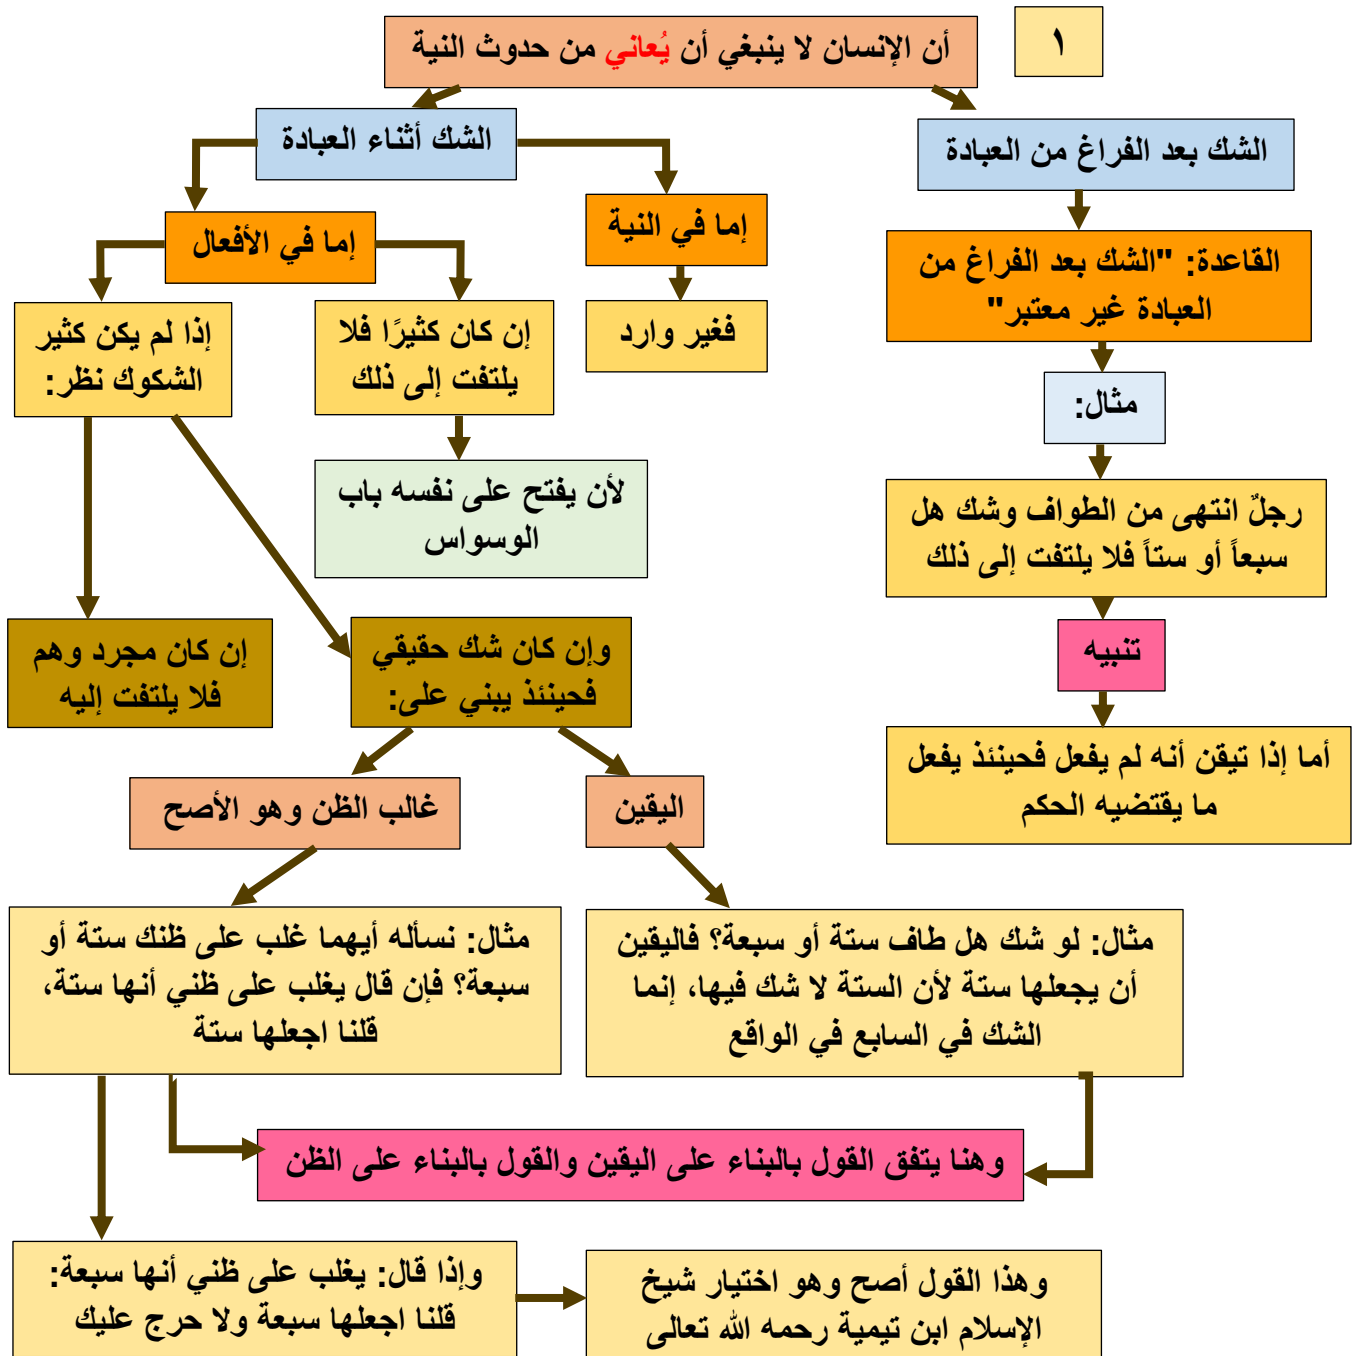 ١
أن الإنسان لا ينبغي أن يُعاني من حدوث النية
الشك بعد الفراغ من العبادة
القاعدة: "الشك بعد الفراغ من
العبادة غير معتبر"
مثال:
رجلٌ انتهى من الطواف وشك هل
سبعاً أو ستاً فلا يلتفت إلى ذلك
تنبيه
أما إذا تيقن أنه لم يفعل فحينئذ يفعل
ما يقتضيه الحكم
الشك أثناء العبادة
إما في النية
فغير وارد
إما في الأفعال
إن كان كثيرًا فلا
يلتفت إلى ذلك
لأن يفتح على نفسه باب
الوسواس
إذا لم يكن كثير
الشكوك نظر:
وإن كان شك حقيقي
فحينئذ يبني على:
إن كان مجرد وهم
فلا يلتفت إليه
اليقين
غالب الظن وهو الأصح
مثال: لو شك هل طاف ستة أو سبعة؟ فاليقين
أن يجعلها ستة لأن الستة لا شك فيها، إنما
الشك في السابع في الواقع
مثال: نسأله أيهما غلب على ظنك ستة أو
سبعة؟ فإن قال يغلب على ظني أنها ستة،
قلنا اجعلها ستة
وهنا يتفق القول بالبناء على اليقين والقول بالبناء على الظن
وإذا قال: يغلب على ظني أنها سبعة:
قلنا اجعلها سبعة ولا حرج عليك
وهذا القول أصح وهو اختيار شيخ
الإسلام ابن تيمية رحمه الله تعالى